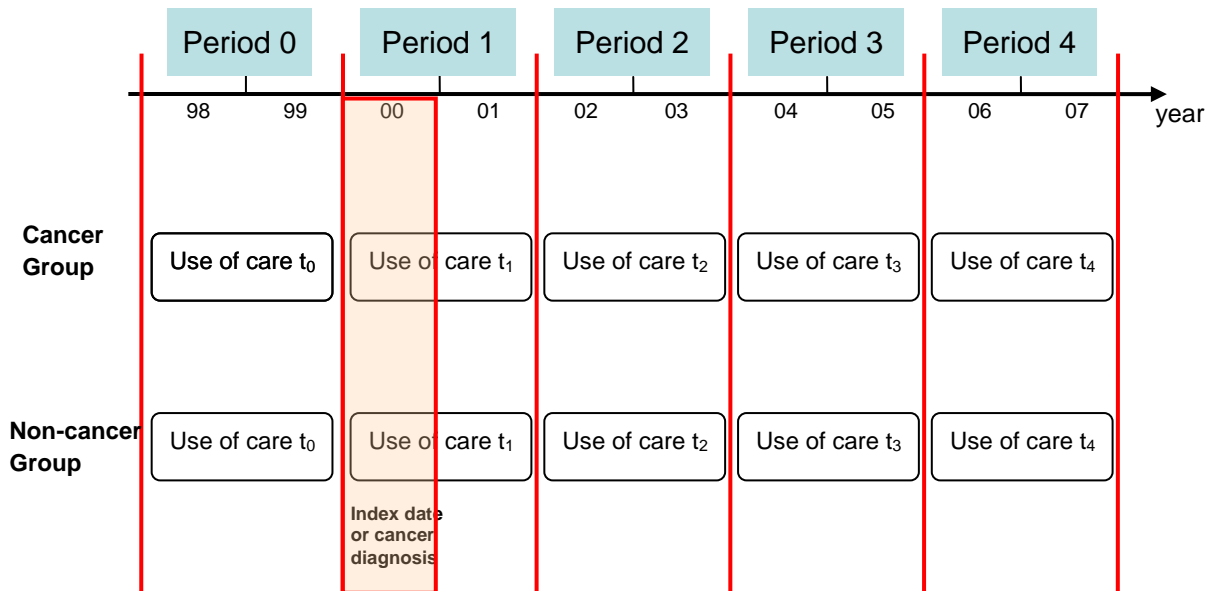 Period 0 Period 1 Period 2 Period 3 Period 4
98 99 00 01 02 03 04 05 06 07 year
Cancer
Group
Use of care t0 Use of care t1 Use of care t2 Use of care t3 Use of care t4
Non-cancer
Group
Use of care t0 Use of care t1 Use of care t2 Use of care t3 Use of care t4
Index date
or cancer
diagnosis